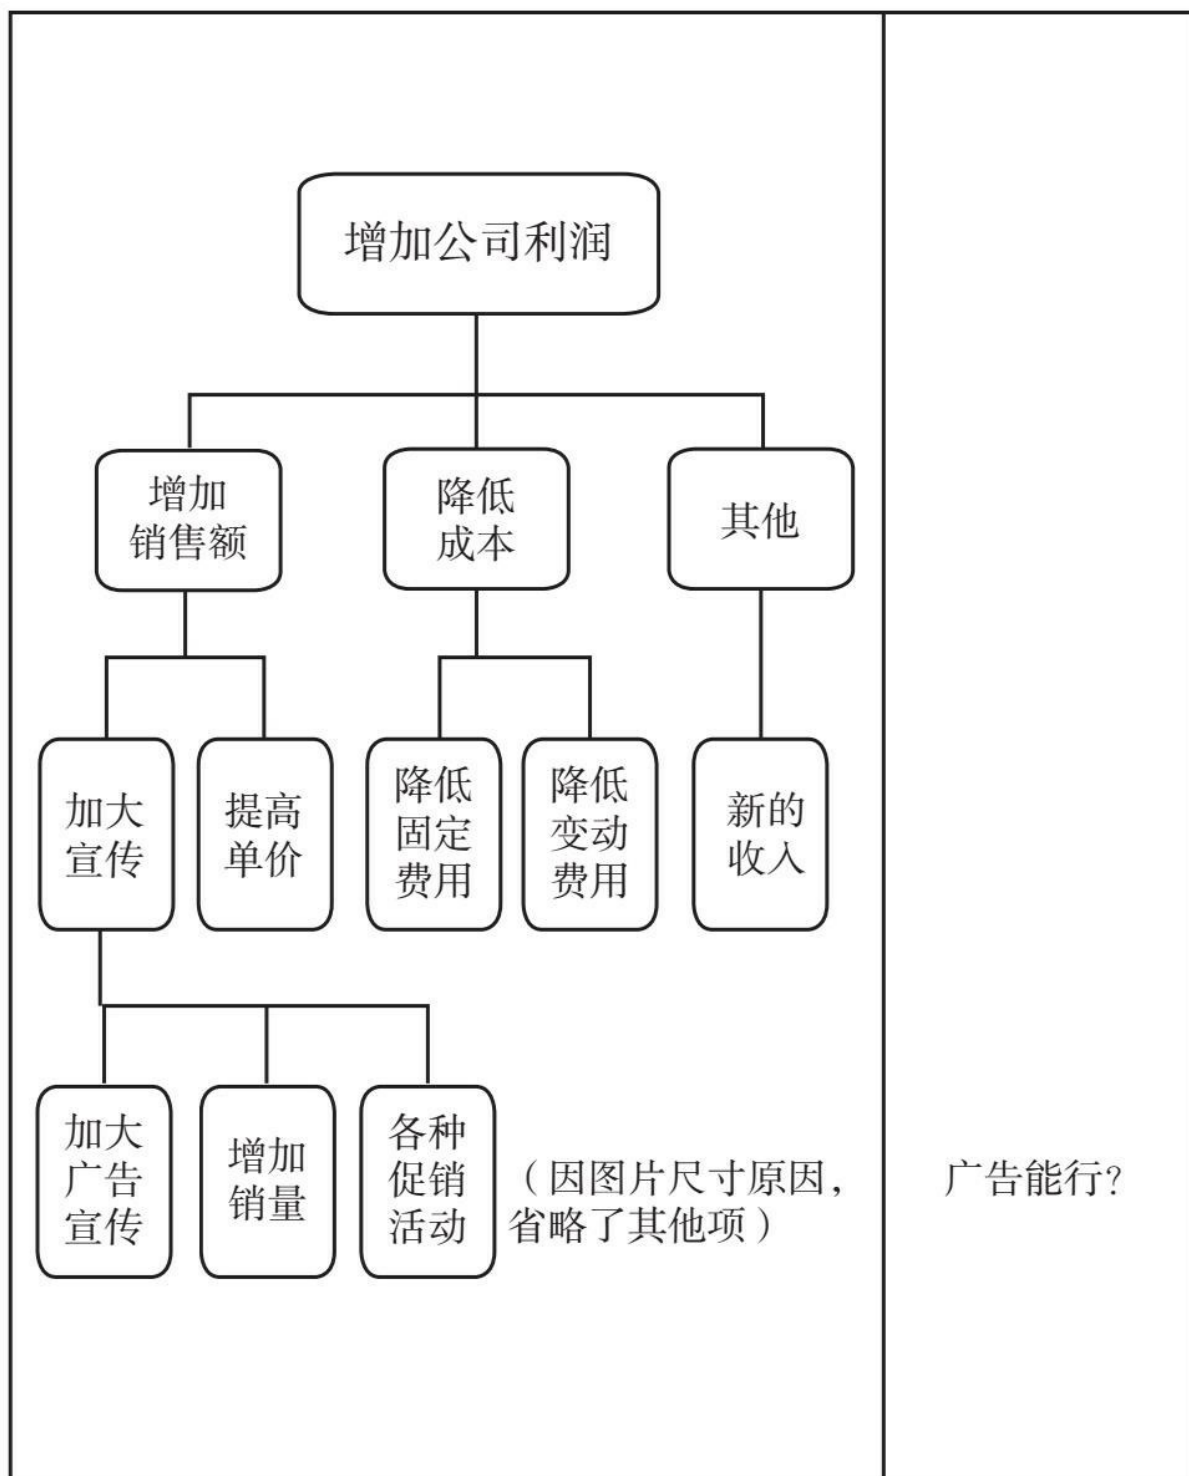 增加公司利润
增加
销售额
降低
成本
其他
加大
宣传
提高
单价
降低
固定
费用
降低
变动
费用
新的
收入
加大
广告
宣传
增加
销量
各种
促销
活动
（因图片尺寸原因，
省略了其他项）
广告能行？